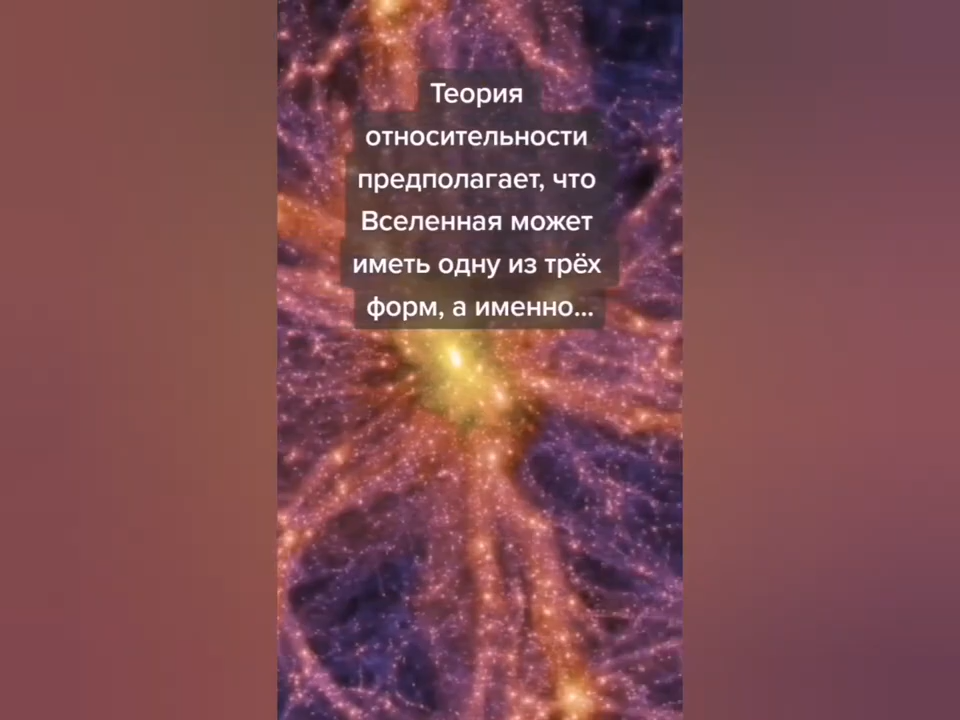 Теория
относительности
предполагает, что
Вселенная может
иметь одну из трёх
форм, а именно...